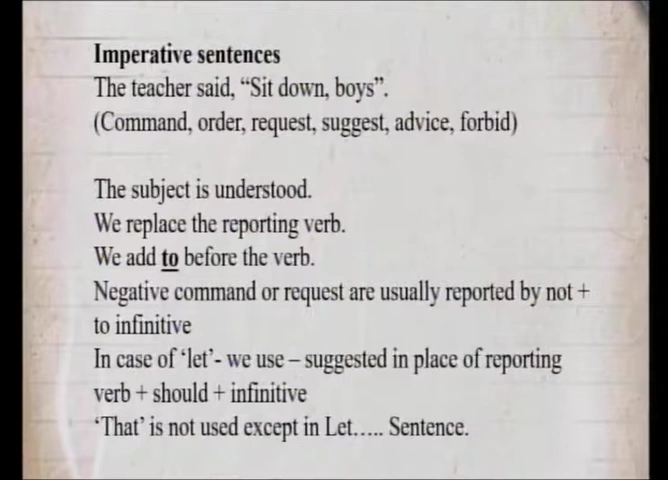 Imperative sentences
The teacher said, “Sit down, boys”.
(Command, order, request, suggest, advice, forbid)
The subject is understood.
We replace the reporting verb.
We add to before the verb.
Negative command or request are usually reported by not +
to infinitive
In case of ‘let’- we use – suggested in place of reporting
verb + should + infinitive
‘That’ is not used except in Let….. Sentence.